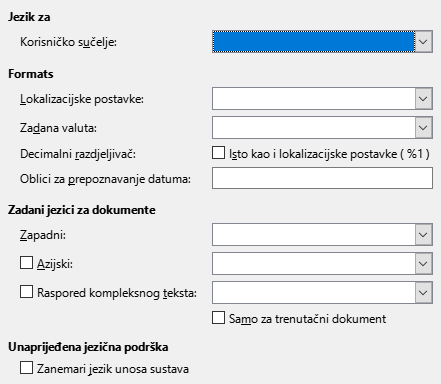 Jezik za
Korisničko sučelje:
Formats
Lokalizacijske postavke:
Zadana valuta:
Decimalni razdjeljivač:
Isto kao i lokalizacijske postavke ( %1 )
Oblici za prepoznavanje datuma:
Zadani jezici za dokumente
Zapadni:
Azijski:
Raspored kompleksnog teksta:
Samo za trenutačni dokument
Unaprijeđena jezična podrška
Zanemari jezik unosa sustava